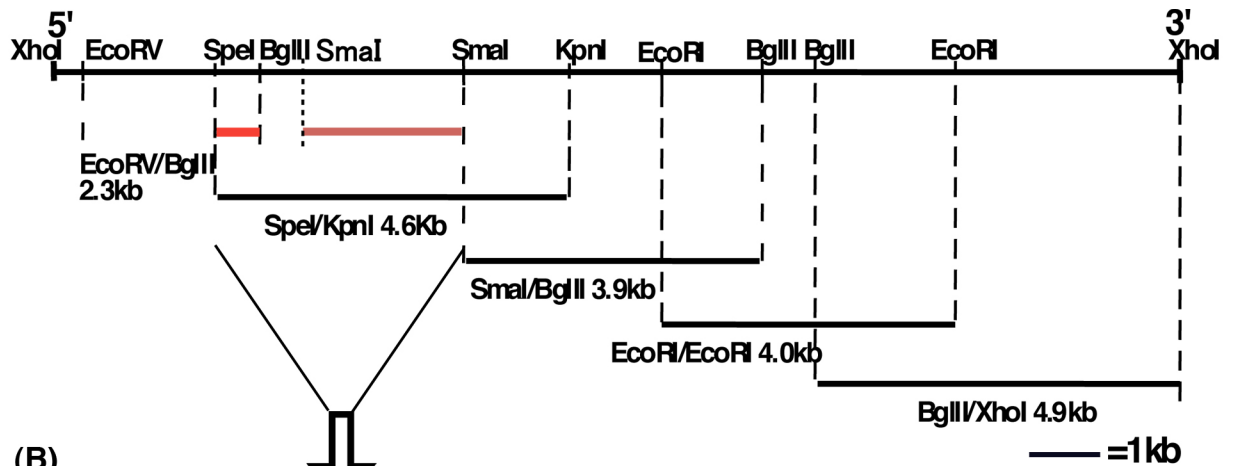 5' 3'
XhoI EcoRV SpeI BglII SmaI SmaI KpnI EcoRI BglII BglII EcoRI XhoI
EcoRV/BglII
2.3kb
SpeI/KpnI 4.6Kb
SmaI/BglII 3.9kb
EcoRI/EcoRI 4.0kb
BglII/XhoI 4.9kb
=1kb
(B)